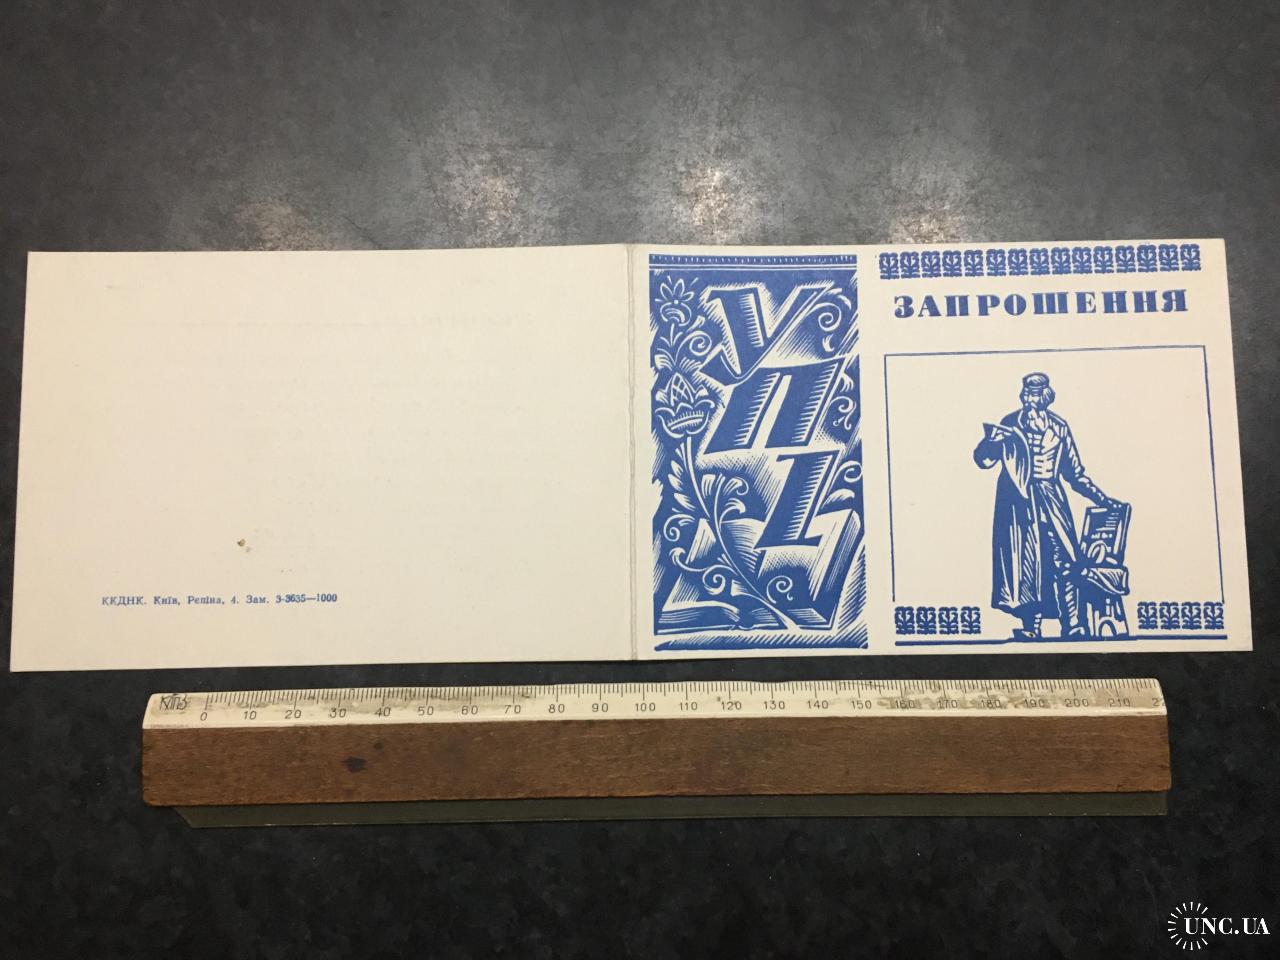 УПІ
ЗАПРОШЕННЯ
ККДНК. Київ, Рєпіна, 4. Зам. 3-3635—1000
0 10 20 30 40 50 60 70 80 90 100 110 120 130 140 150 160 170 180 190 200 210
UNC.UA